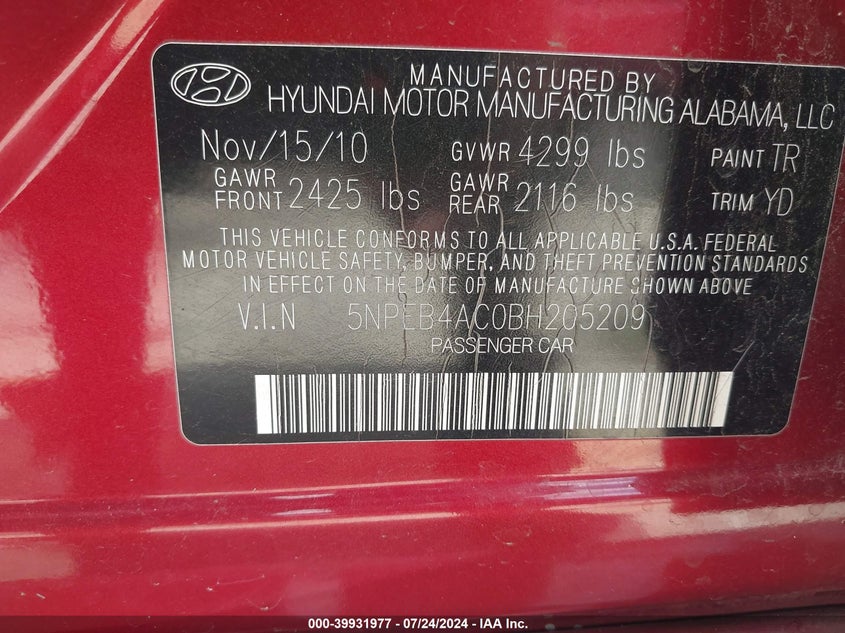 MANUFACTURED BY
HYUNDAI MOTOR MANUFACTURING ALABAMA, LLC
Nov/15/10 GVWR 4299 lbs PAINT TR
GAWR FRONT 2425 lbs GAWR REAR 2116 lbs TRIM YD
THIS VEHICLE CONFORMS TO ALL APPLICABLE U.S.A. FEDERAL
MOTOR VEHICLE SAFETY, BUMPER, AND THEFT PREVENTION STANDARDS
IN EFFECT ON THE DATE OF MANUFACTURE SHOWN ABOVE
V.I.N 5NPEB4AC0BH205209
PASSENGER CAR
000-39931977 - 07/24/2024 - IAA Inc.